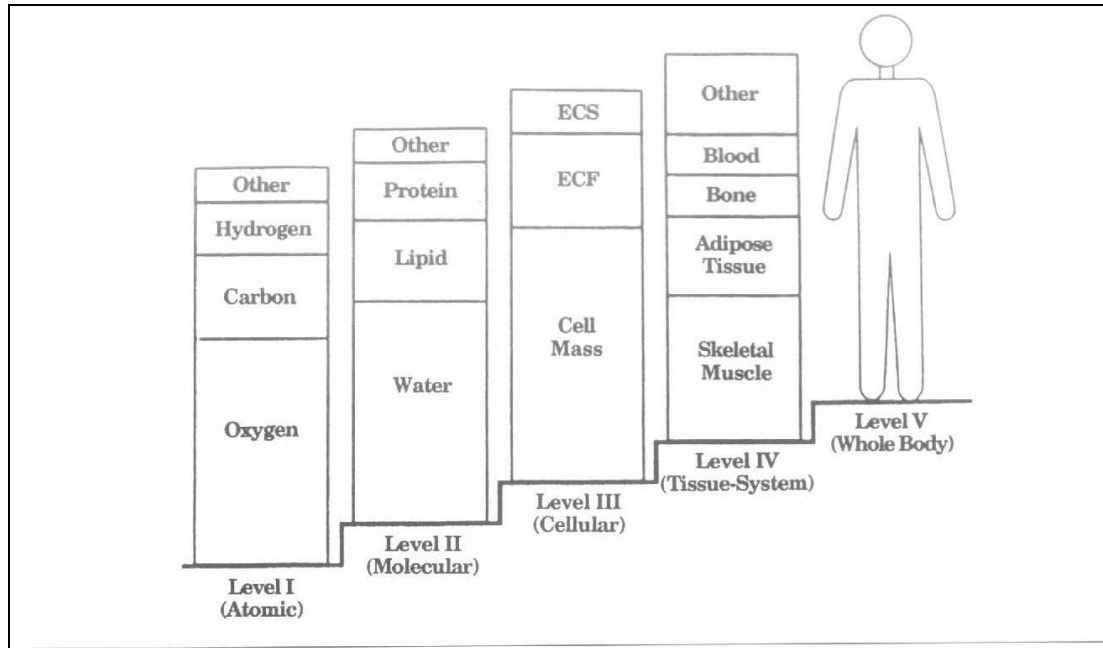 Other
Hydrogen
Carbon
Oxygen
Level I
(Atomic)
Other
Protein
Lipid
Water
Level II
(Molecular)
ECS
ECF
Cell
Mass
Level III
(Cellular)
Other
Blood
Bone
Adipose
Tissue
Skeletal
Muscle
Level IV
(Tissue-System)
Level V
(Whole Body)